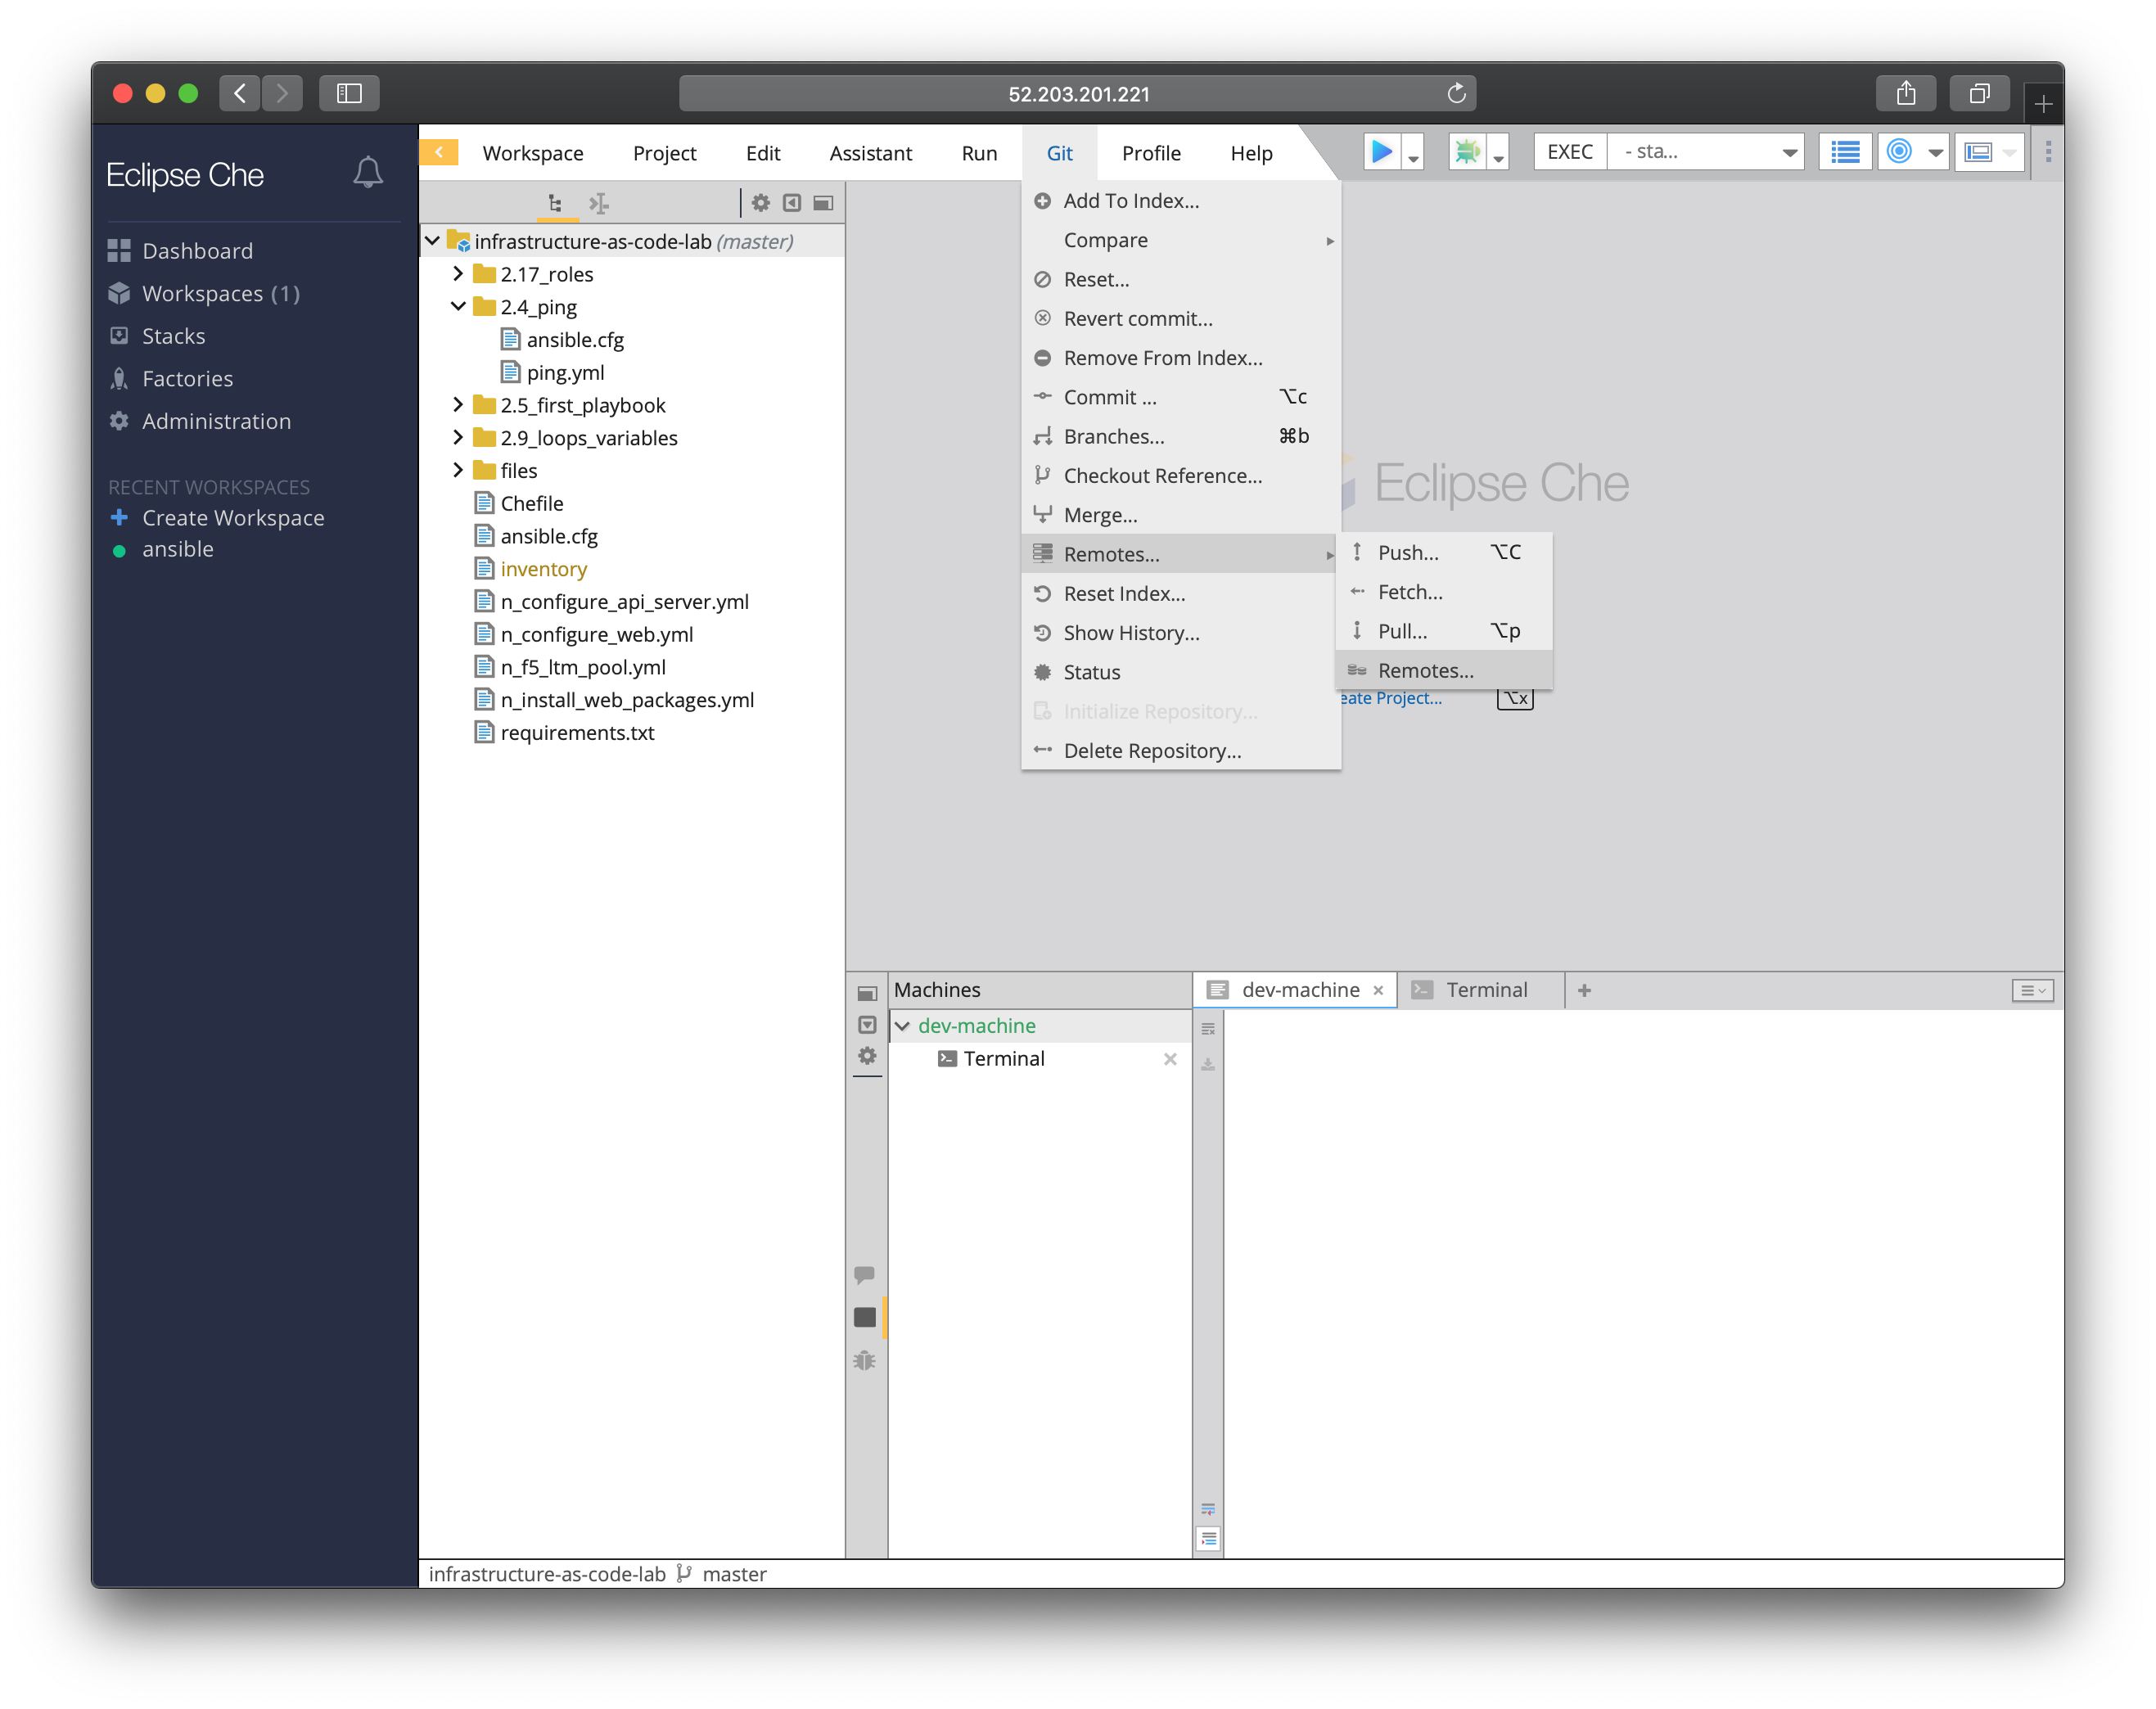 52.203.201.221
Eclipse Che
Dashboard
Workspaces (1)
Stacks
Factories
Administration
RECENT WORKSPACES
Create Workspace
ansible
Workspace Project Edit Assistant Run Git Profile Help
EXEC - sta...
infrastructure-as-code-lab (master)
2.17_roles
2.4_ping
ansible.cfg
ping.yml
2.5_first_playbook
2.9_loops_variables
files
Chefile
ansible.cfg
inventory
n_configure_api_server.yml
n_configure_web.yml
n_f5_ltm_pool.yml
n_install_web_packages.yml
requirements.txt
Add To Index...
Compare
Reset...
Revert commit...
Remove From Index...
Commit ... ⌥c
Branches... ⌘b
Checkout Reference...
Merge...
Remotes...
Reset Index...
Show History...
Status
Initialize Repository...
Delete Repository...
Push... ⌥C
Fetch...
Pull... ⌥p
Remotes...
Eclipse Che
eate Project... ⌥x
Machines
dev-machine
Terminal
dev-machine Terminal
infrastructure-as-code-lab master